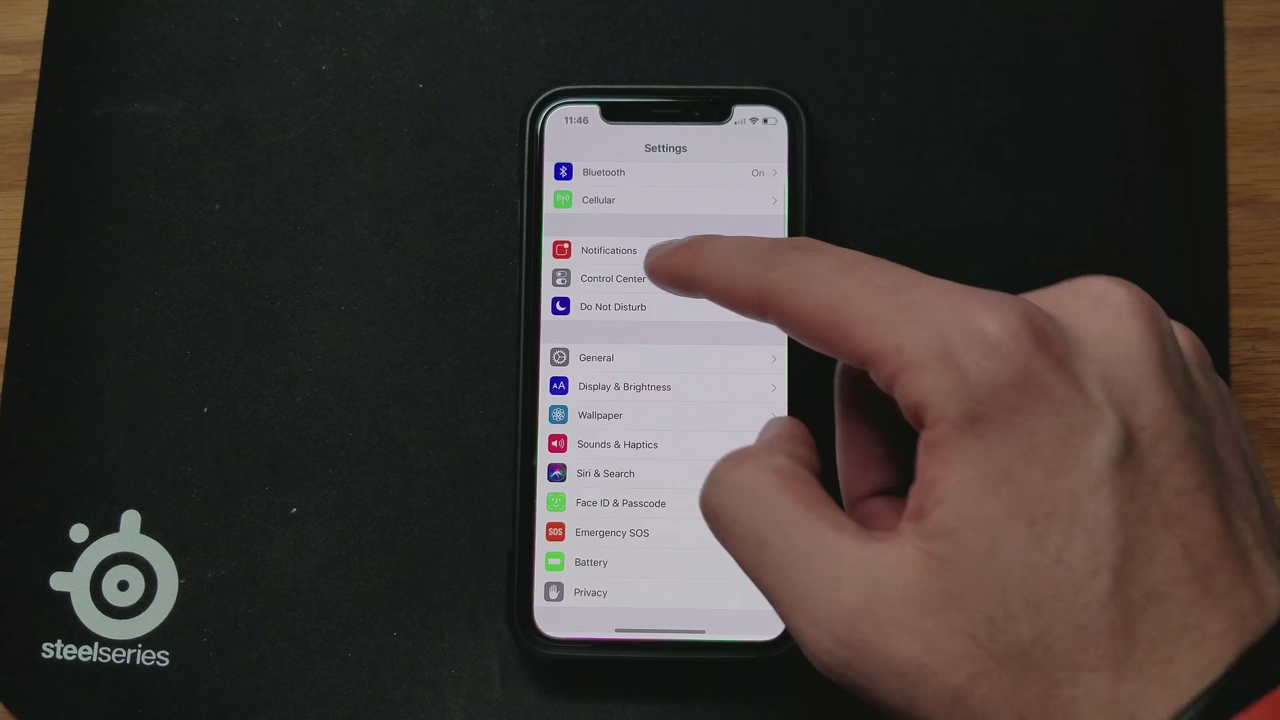 11:46
Settings
Bluetooth On
Cellular
Notifications
Control Center
Do Not Disturb
General
AA Display & Brightness
Wallpaper
Sounds & Haptics
Siri & Search
Face ID & Passcode
SOS Emergency SOS
Battery
Privacy
steelseries